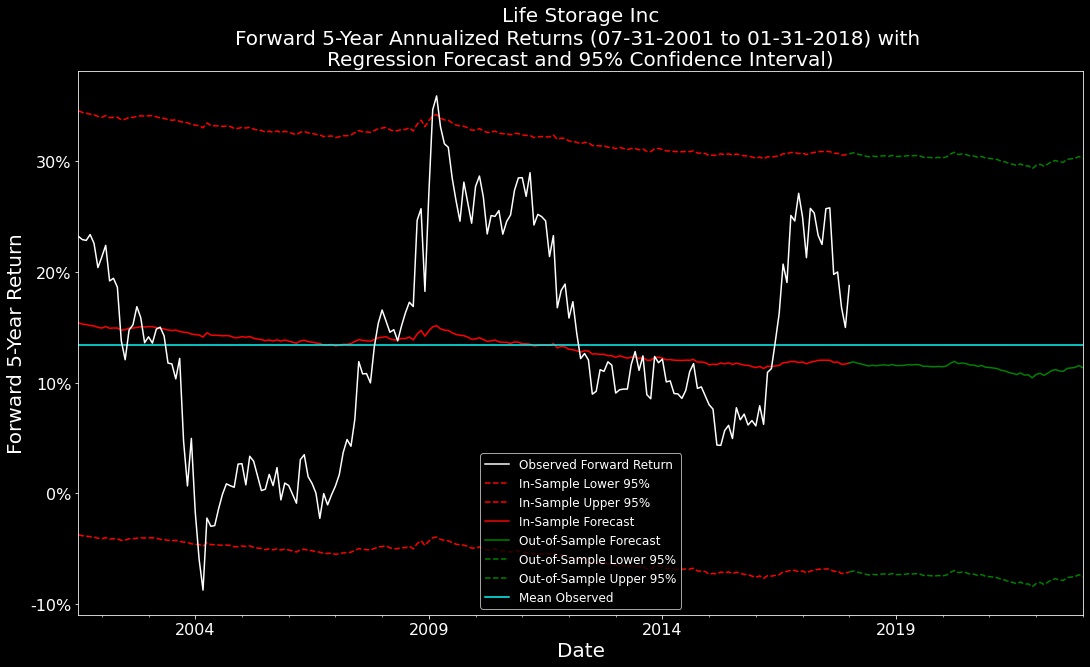 Life Storage Inc
Forward 5-Year Annualized Returns (07-31-2001 to 01-31-2018) with
Regression Forecast and 95% Confidence Interval)
Forward 5-Year Return
30%
20%
10%
0%
-10%
Observed Forward Return
In-Sample Lower 95%
In-Sample Upper 95%
In-Sample Forecast
Out-of-Sample Forecast
Out-of-Sample Lower 95%
Out-of-Sample Upper 95%
Mean Observed
2004
2009
2014
2019
Date